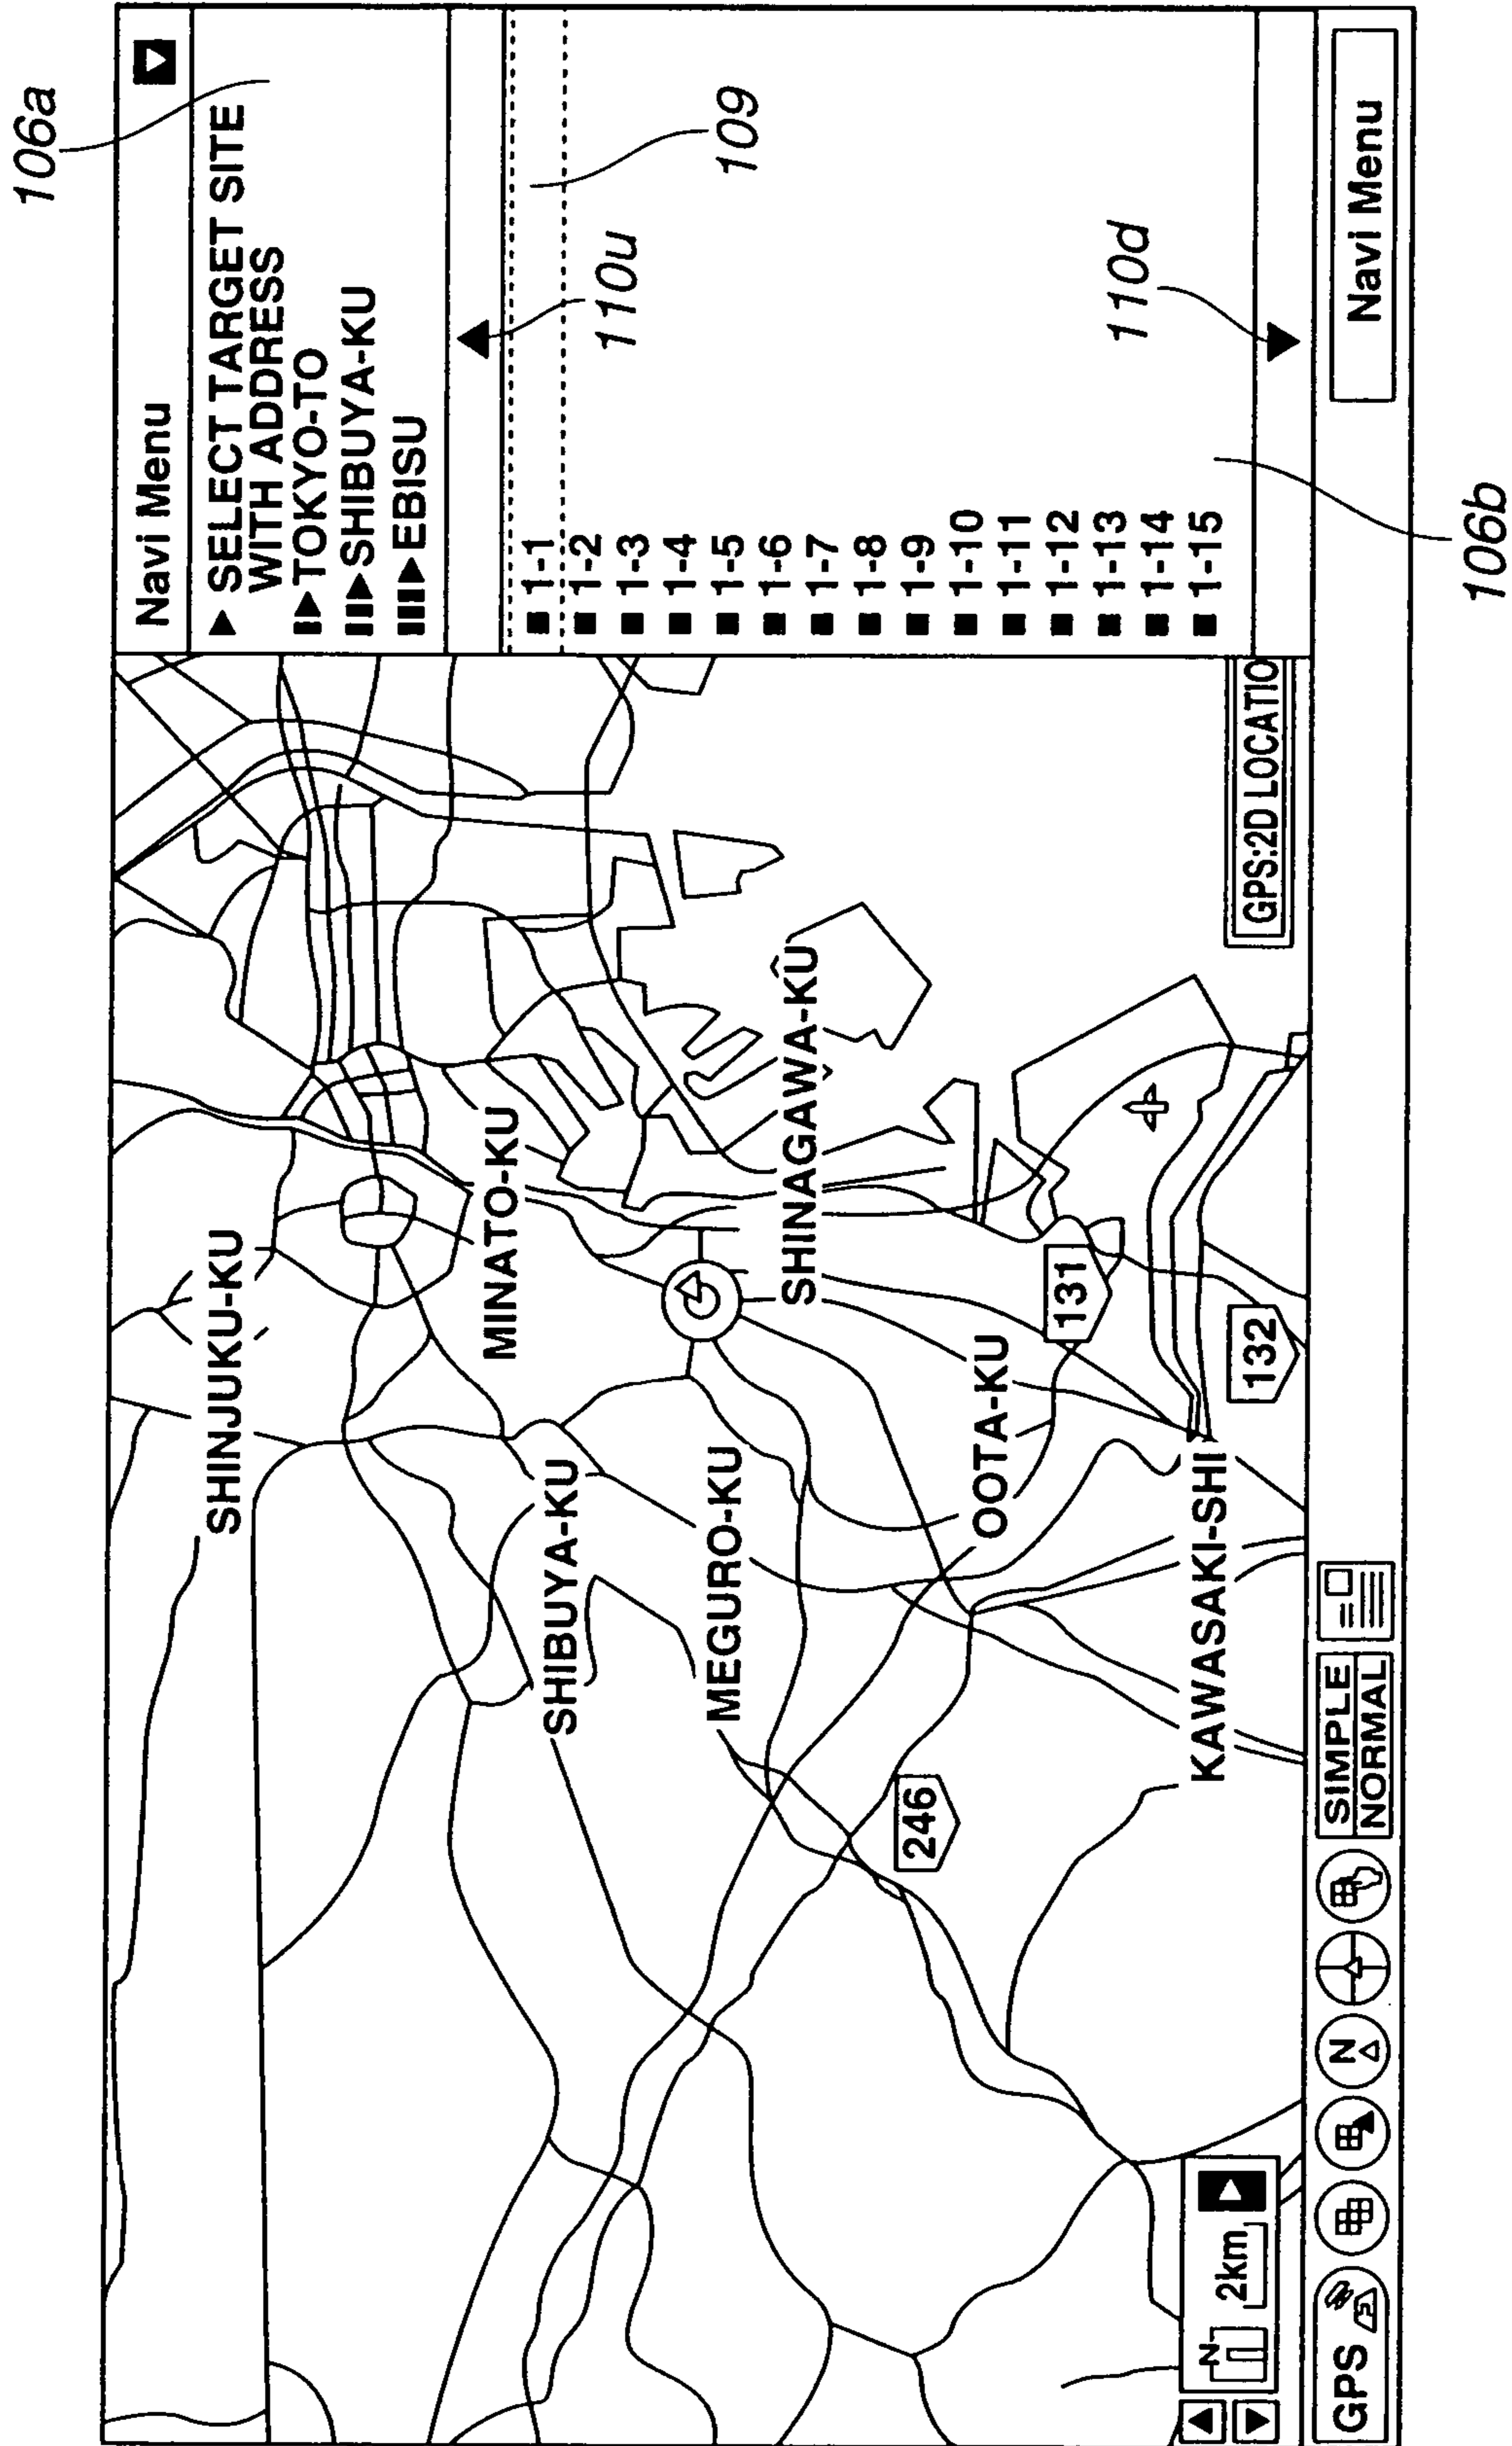 106a
Navi Menu
▶ SELECT TARGET SITE
WITH ADDRESS
TOKYO-TO
SHIBUYA-KU
EBISU
110u
109
■ 1-1
■ 1-2
■ 1-3
■ 1-4
■ 1-5
■ 1-6
■ 1-7
■ 1-8
■ 1-9
■ 1-10
■ 1-11
■ 1-12
■ 1-13
■ 1-14
■ 1-15
110d
106b
SHINJUKU-KU
MINATO-KU
SHIBUYA-KU
MEGURO-KU
SHINAGAWA-KU
OOTA-KU
131
246
KAWASAKI-SHI
132
GPS:2D LOCATIO
N
2km
GPS
N
SIMPLE
NORMAL
Navi Menu